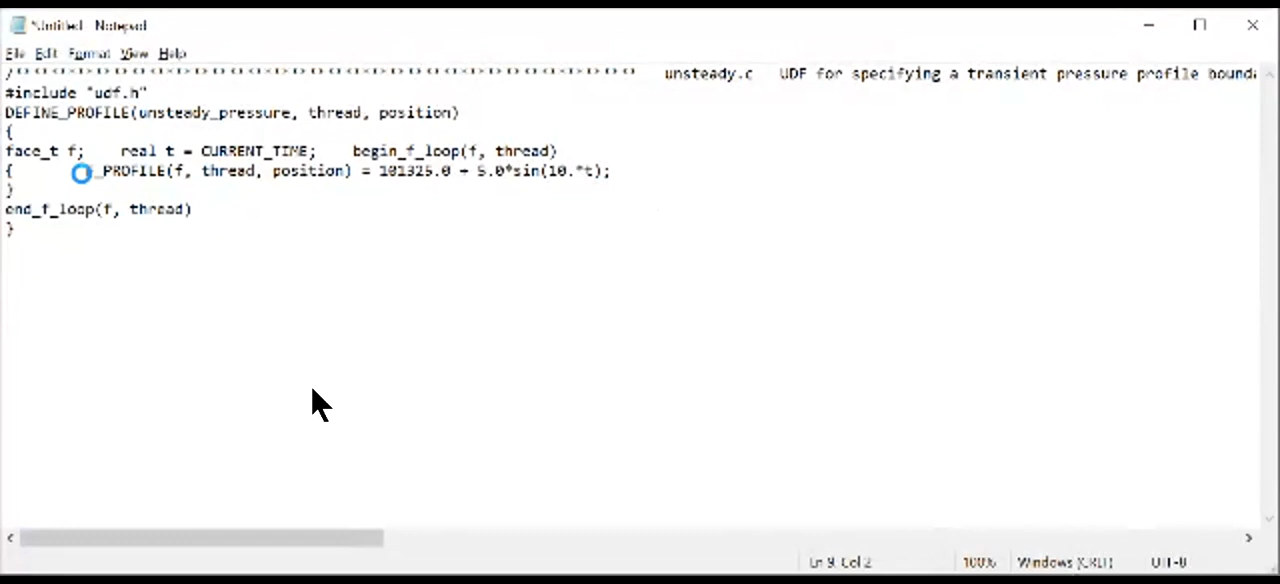 *Untitled - Notepad
File Edit Format View Help
unsteady.c UDF for specifying a transient pressure profile bounda
#include "udf.h"
DEFINE_PROFILE(unsteady_pressure, thread, position)
{
face_t f; real t = CURRENT_TIME; begin_f_loop(f, thread)
{ _PROFILE(f, thread, position) = 101325.0 + 5.0*sin(10.*t);
}
end_f_loop(f, thread)
}
Ln 9, Col 2 100% Windows (CRLF) UTF-8